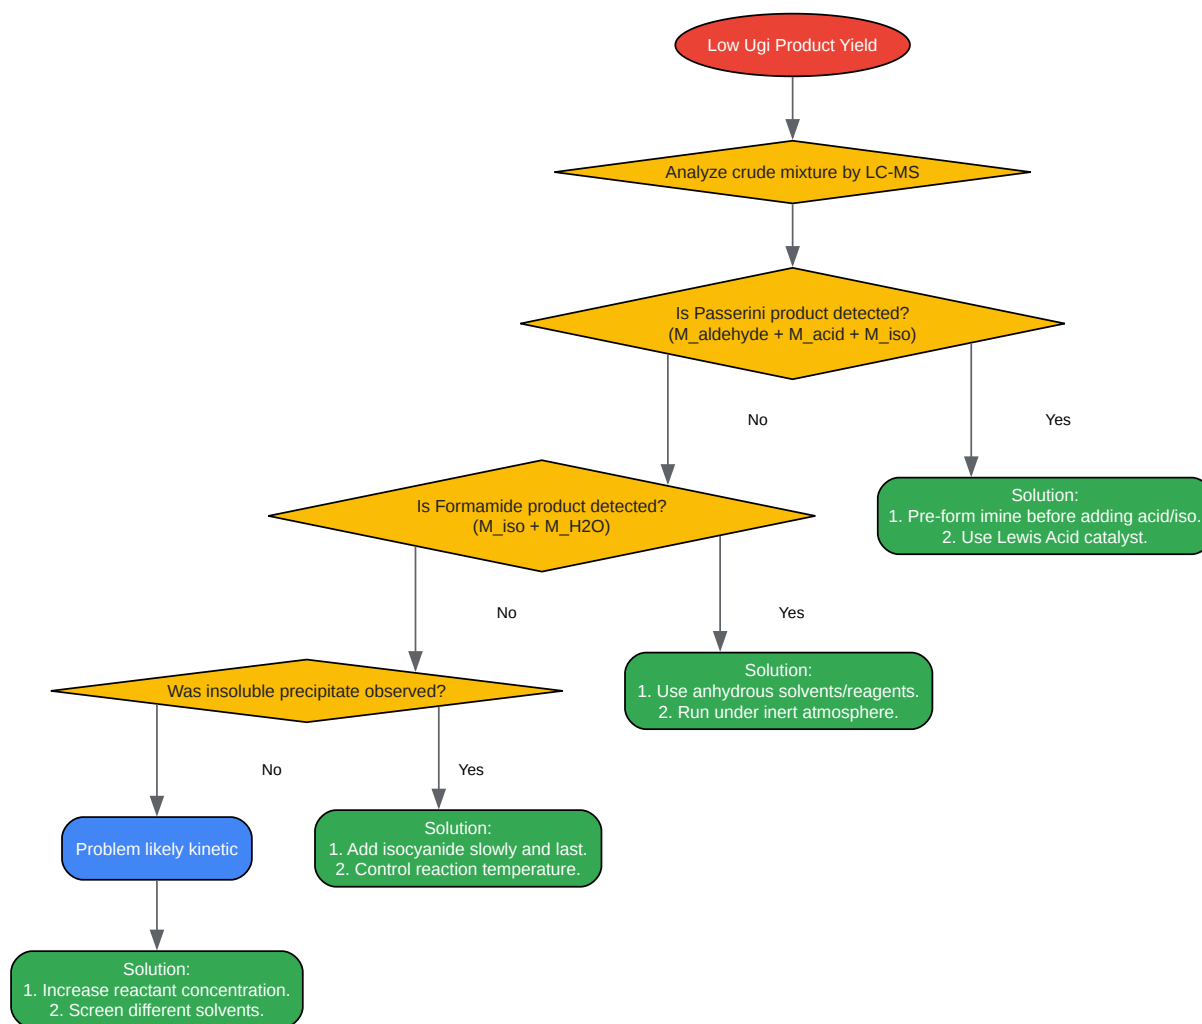 Low Ugi Product Yield
Analyze crude mixture by LC-MS
Is Passerini product detected?
(M_aldehyde + M_acid + M_iso)
No
Yes
Is Formamide product detected?
(M_iso + M_H2O)
Solution:
1. Pre-form imine before adding acid/iso.
2. Use Lewis Acid catalyst.
No
Yes
Was insoluble precipitate observed?
Solution:
1. Use anhydrous solvents/reagents.
2. Run under inert atmosphere.
No
Yes
Problem likely kinetic
Solution:
1. Add isocyanide slowly and last.
2. Control reaction temperature.
Solution:
1. Increase reactant concentration.
2. Screen different solvents.